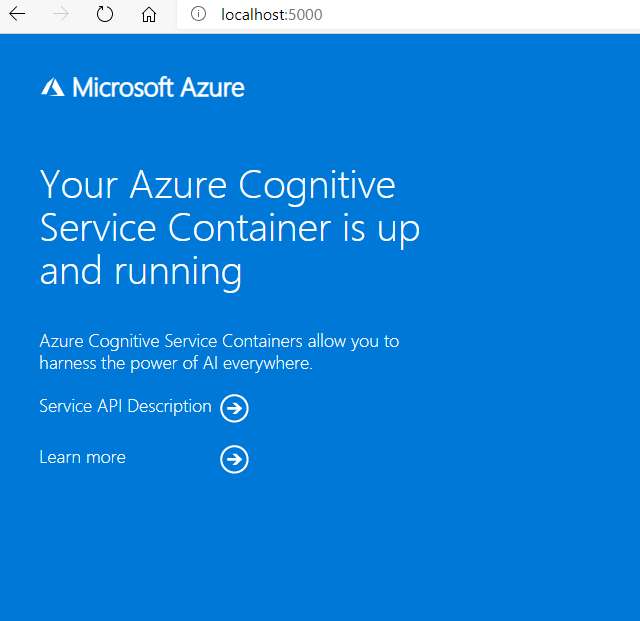 localhost:5000
Microsoft Azure
Your Azure Cognitive
Service Container is up
and running
Azure Cognitive Service Containers allow you to
harness the power of AI everywhere.
Service API Description
Learn more